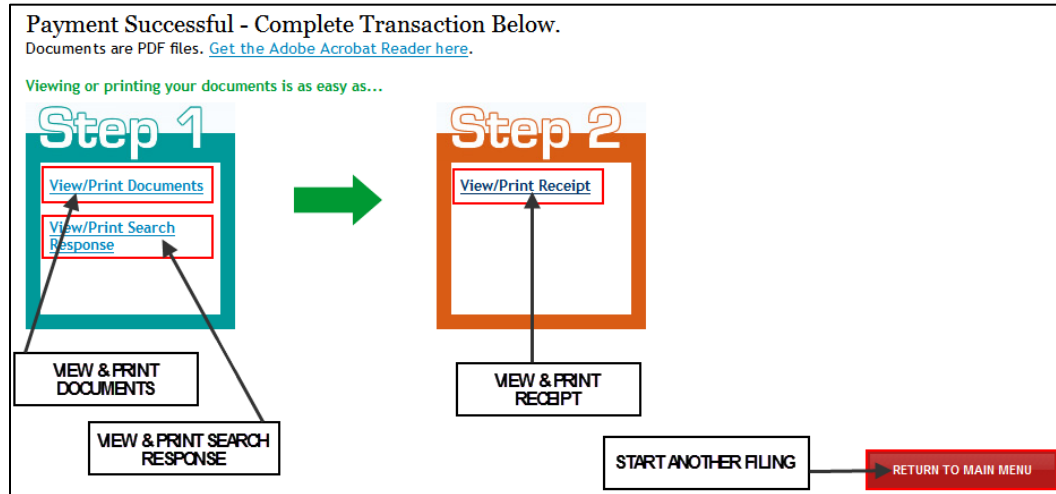 Payment Successful - Complete Transaction Below.
Documents are PDF files. Get the Adobe Acrobat Reader here.
Viewing or printing your documents is as easy as...
Step 1
View/Print Documents
View/Print Search
Response
Step 2
View/Print Receipt
VIEW & PRINT
DOCUMENTS
VIEW & PRINT SEARCH
RESPONSE
VIEW & PRINT
RECEIPT
START ANOTHER FILING
RETURN TO MAIN MENU